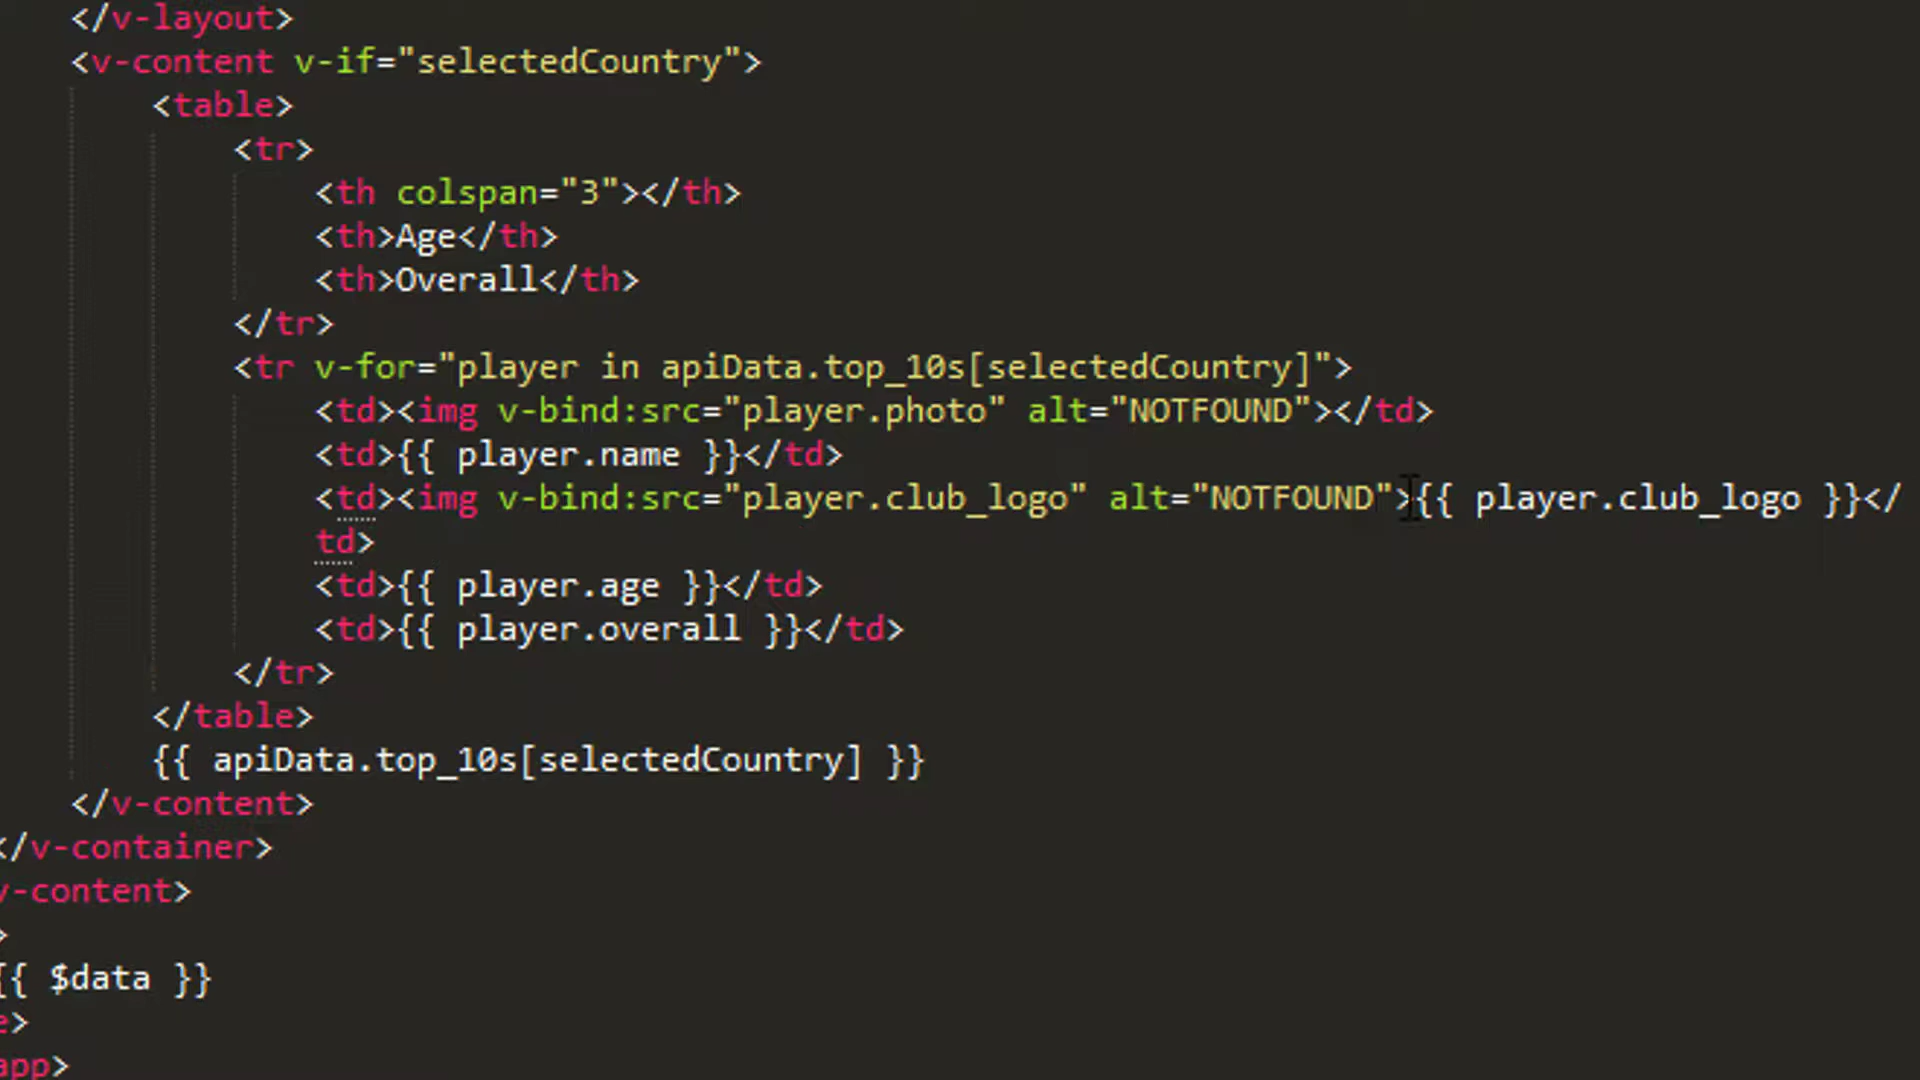 </v-layout>
<v-content v-if="selectedCountry">
<table>
<tr>
<th colspan="3"></th>
<th>Age</th>
<th>Overall</th>
</tr>
<tr v-for="player in apiData.top_10s[selectedCountry]">
<td><img v-bind:src="player.photo" alt="NOTFOUND"></td>
<td>{{ player.name }}</td>
<td><img v-bind:src="player.club_logo" alt="NOTFOUND">{{ player.club_logo }}</
td>
<td>{{ player.age }}</td>
<td>{{ player.overall }}</td>
</tr>
</table>
{{ apiData.top_10s[selectedCountry] }}
</v-content>
</v-container>
v-content>
>
{{ $data }}
e>
app>